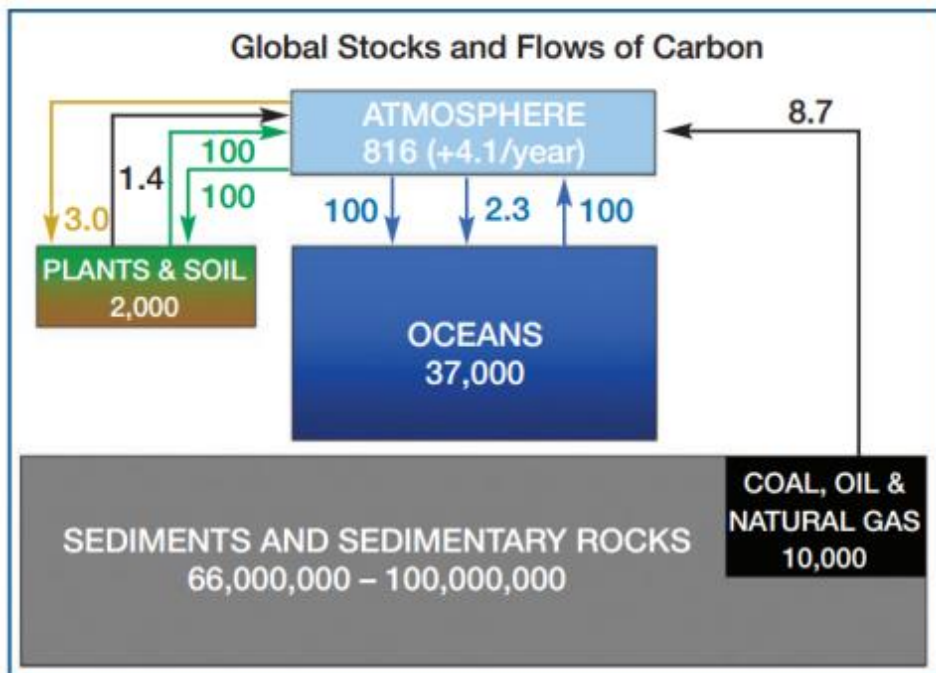 Global Stocks and Flows of Carbon
ATMOSPHERE
816 (+4.1/year)
8.7
100
1.4
100
3.0
100
2.3
100
PLANTS & SOIL
2,000
OCEANS
37,000
COAL, OIL &
NATURAL GAS
10,000
SEDIMENTS AND SEDIMENTARY ROCKS
66,000,000 – 100,000,000